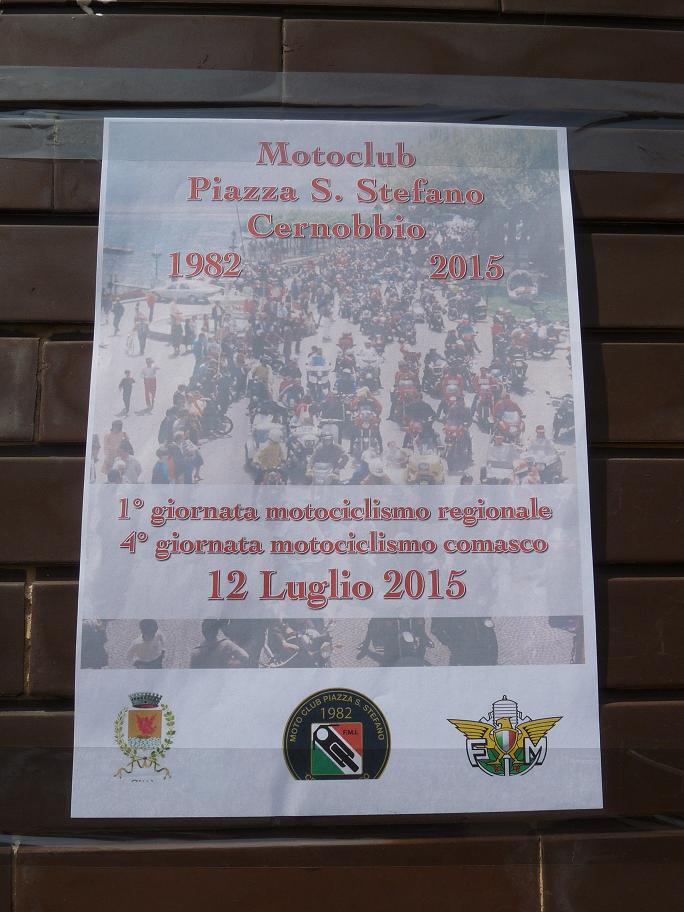 Motoclub
Piazza S. Stefano
Cernobbio
1982 2015
1° giornata motociclismo regionale
4° giornata motociclismo comasco
12 Luglio 2015
MOTO CLUB PIAZZA S. STEFANO
1982
F.M.I.
FIM